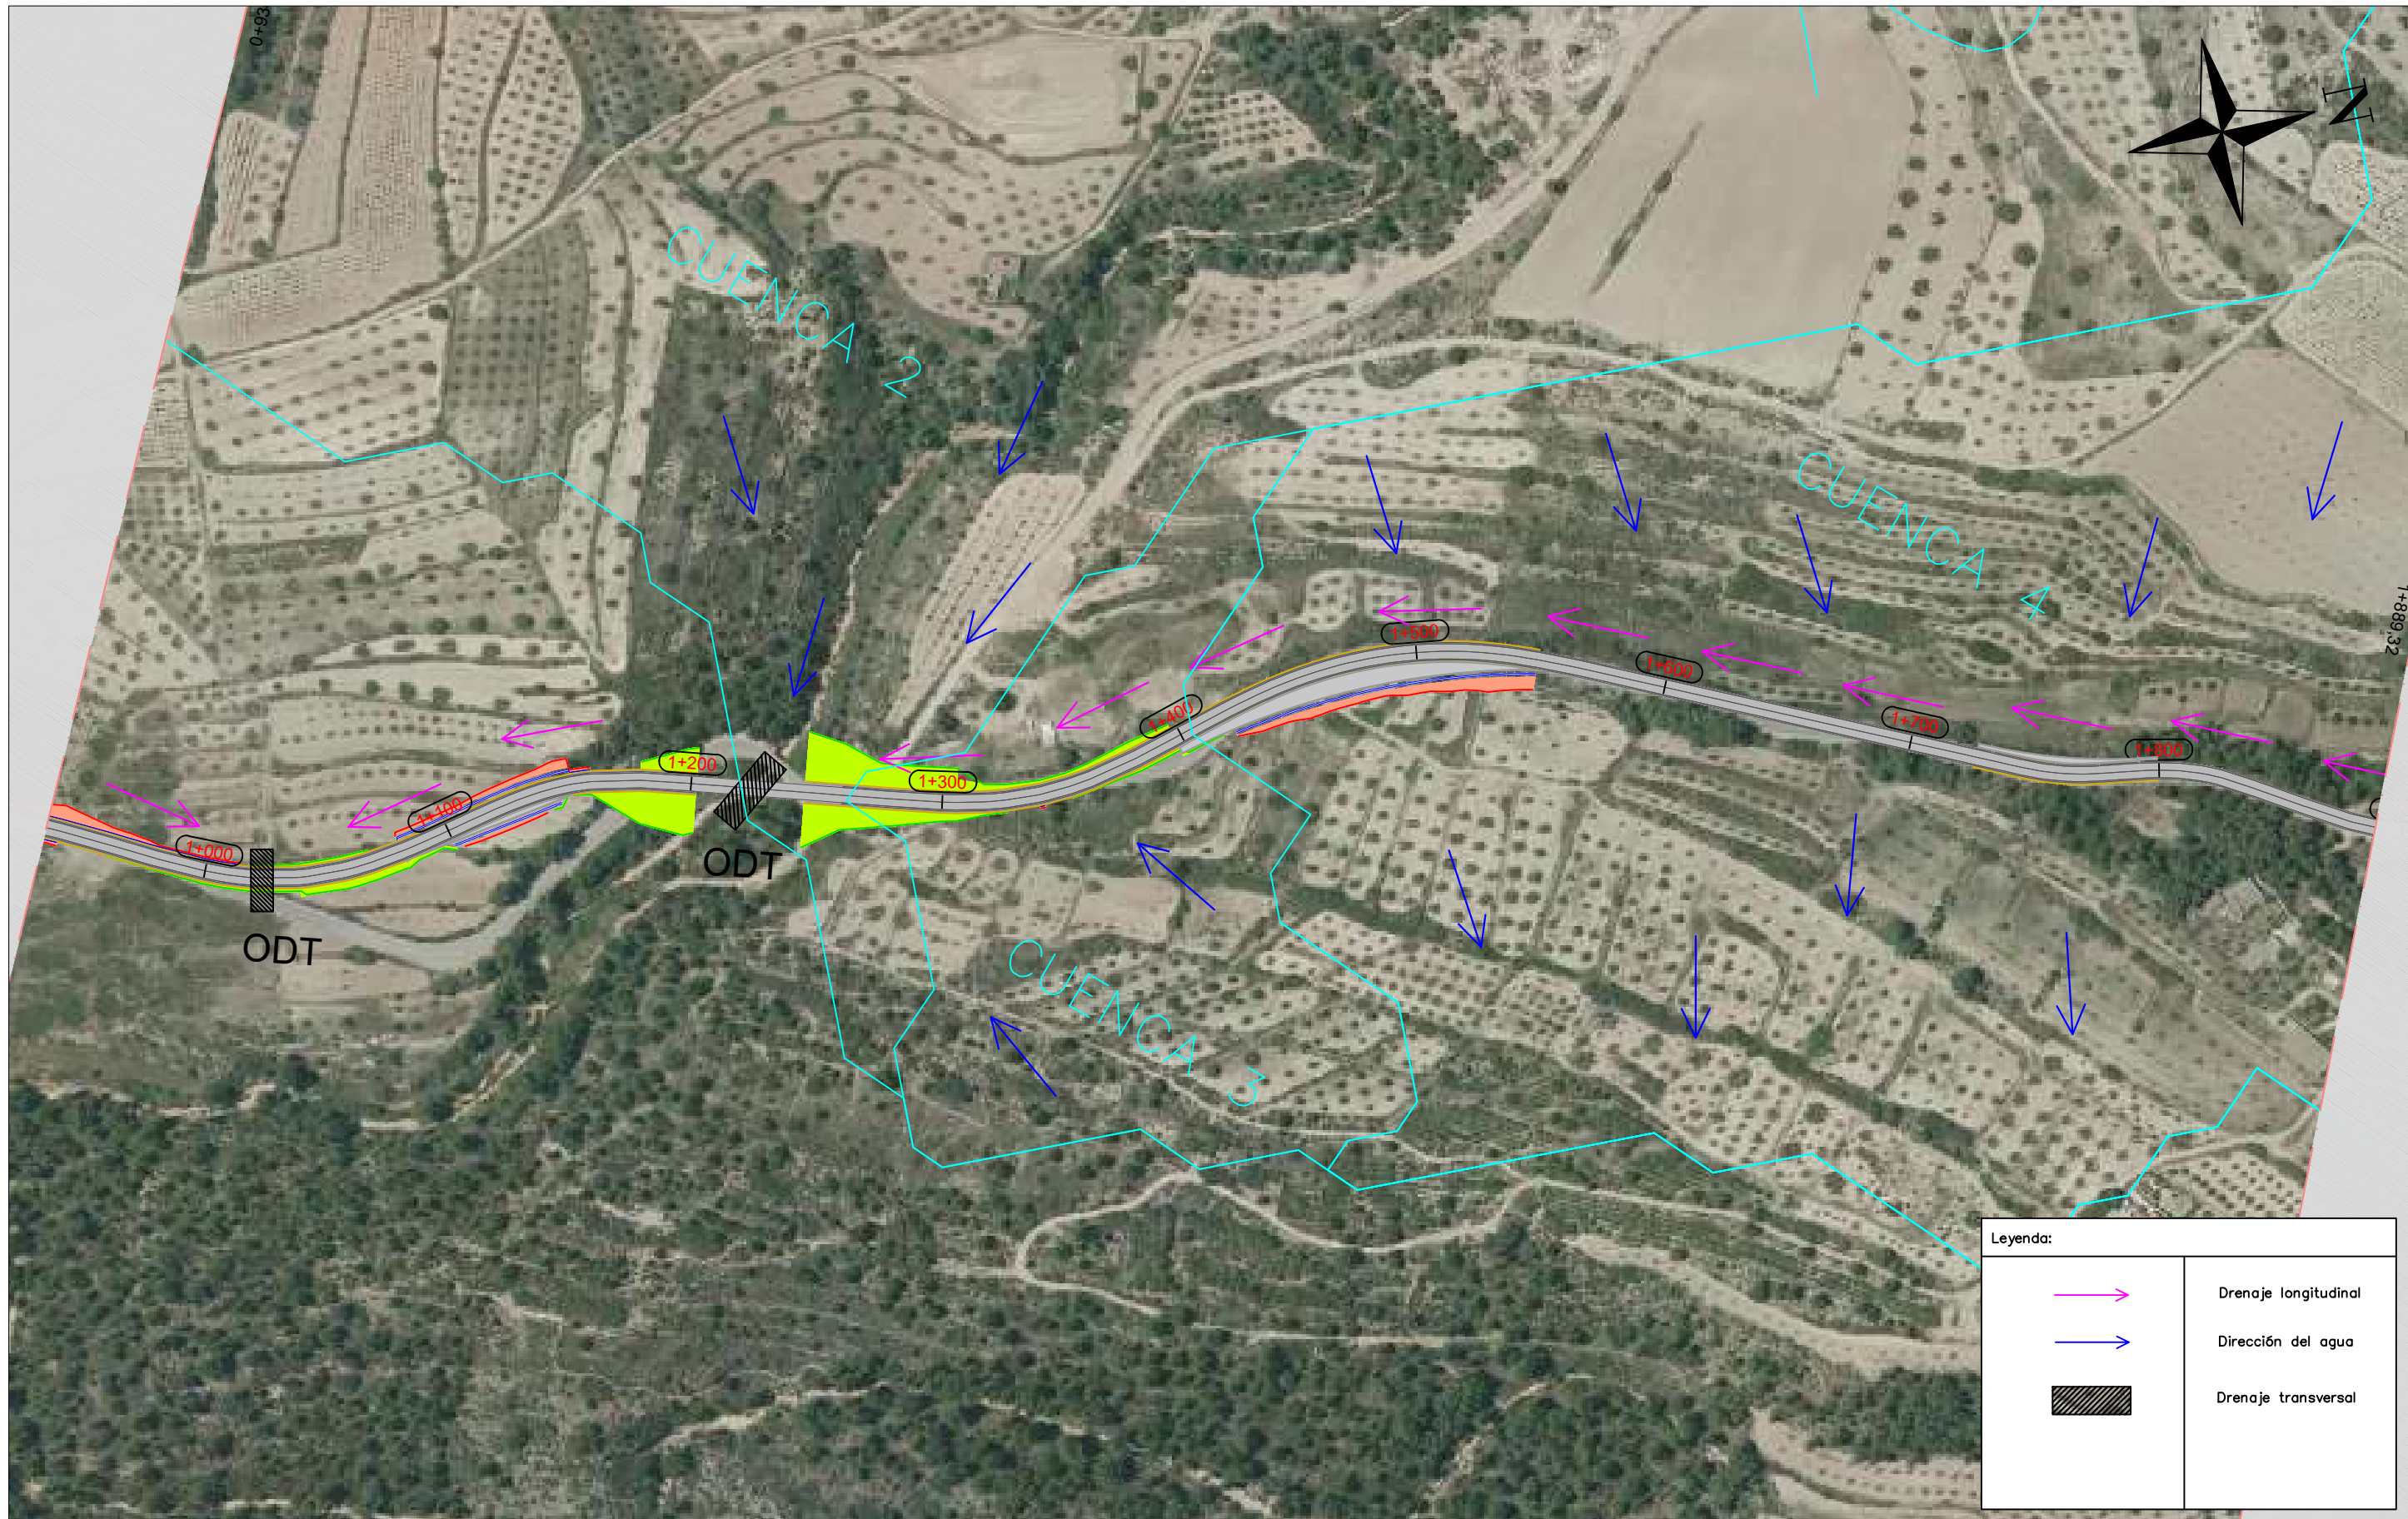 0+93
N
CUENCA 2
CUENCA 4
1+889,32
1+500
1+600
1+400
1+700
1+800
1+200
1+300
1+100
1+000
ODT
ODT
CUENCA 3
Leyenda:
Drenaje longitudinal
Dirección del agua
Drenaje transversal